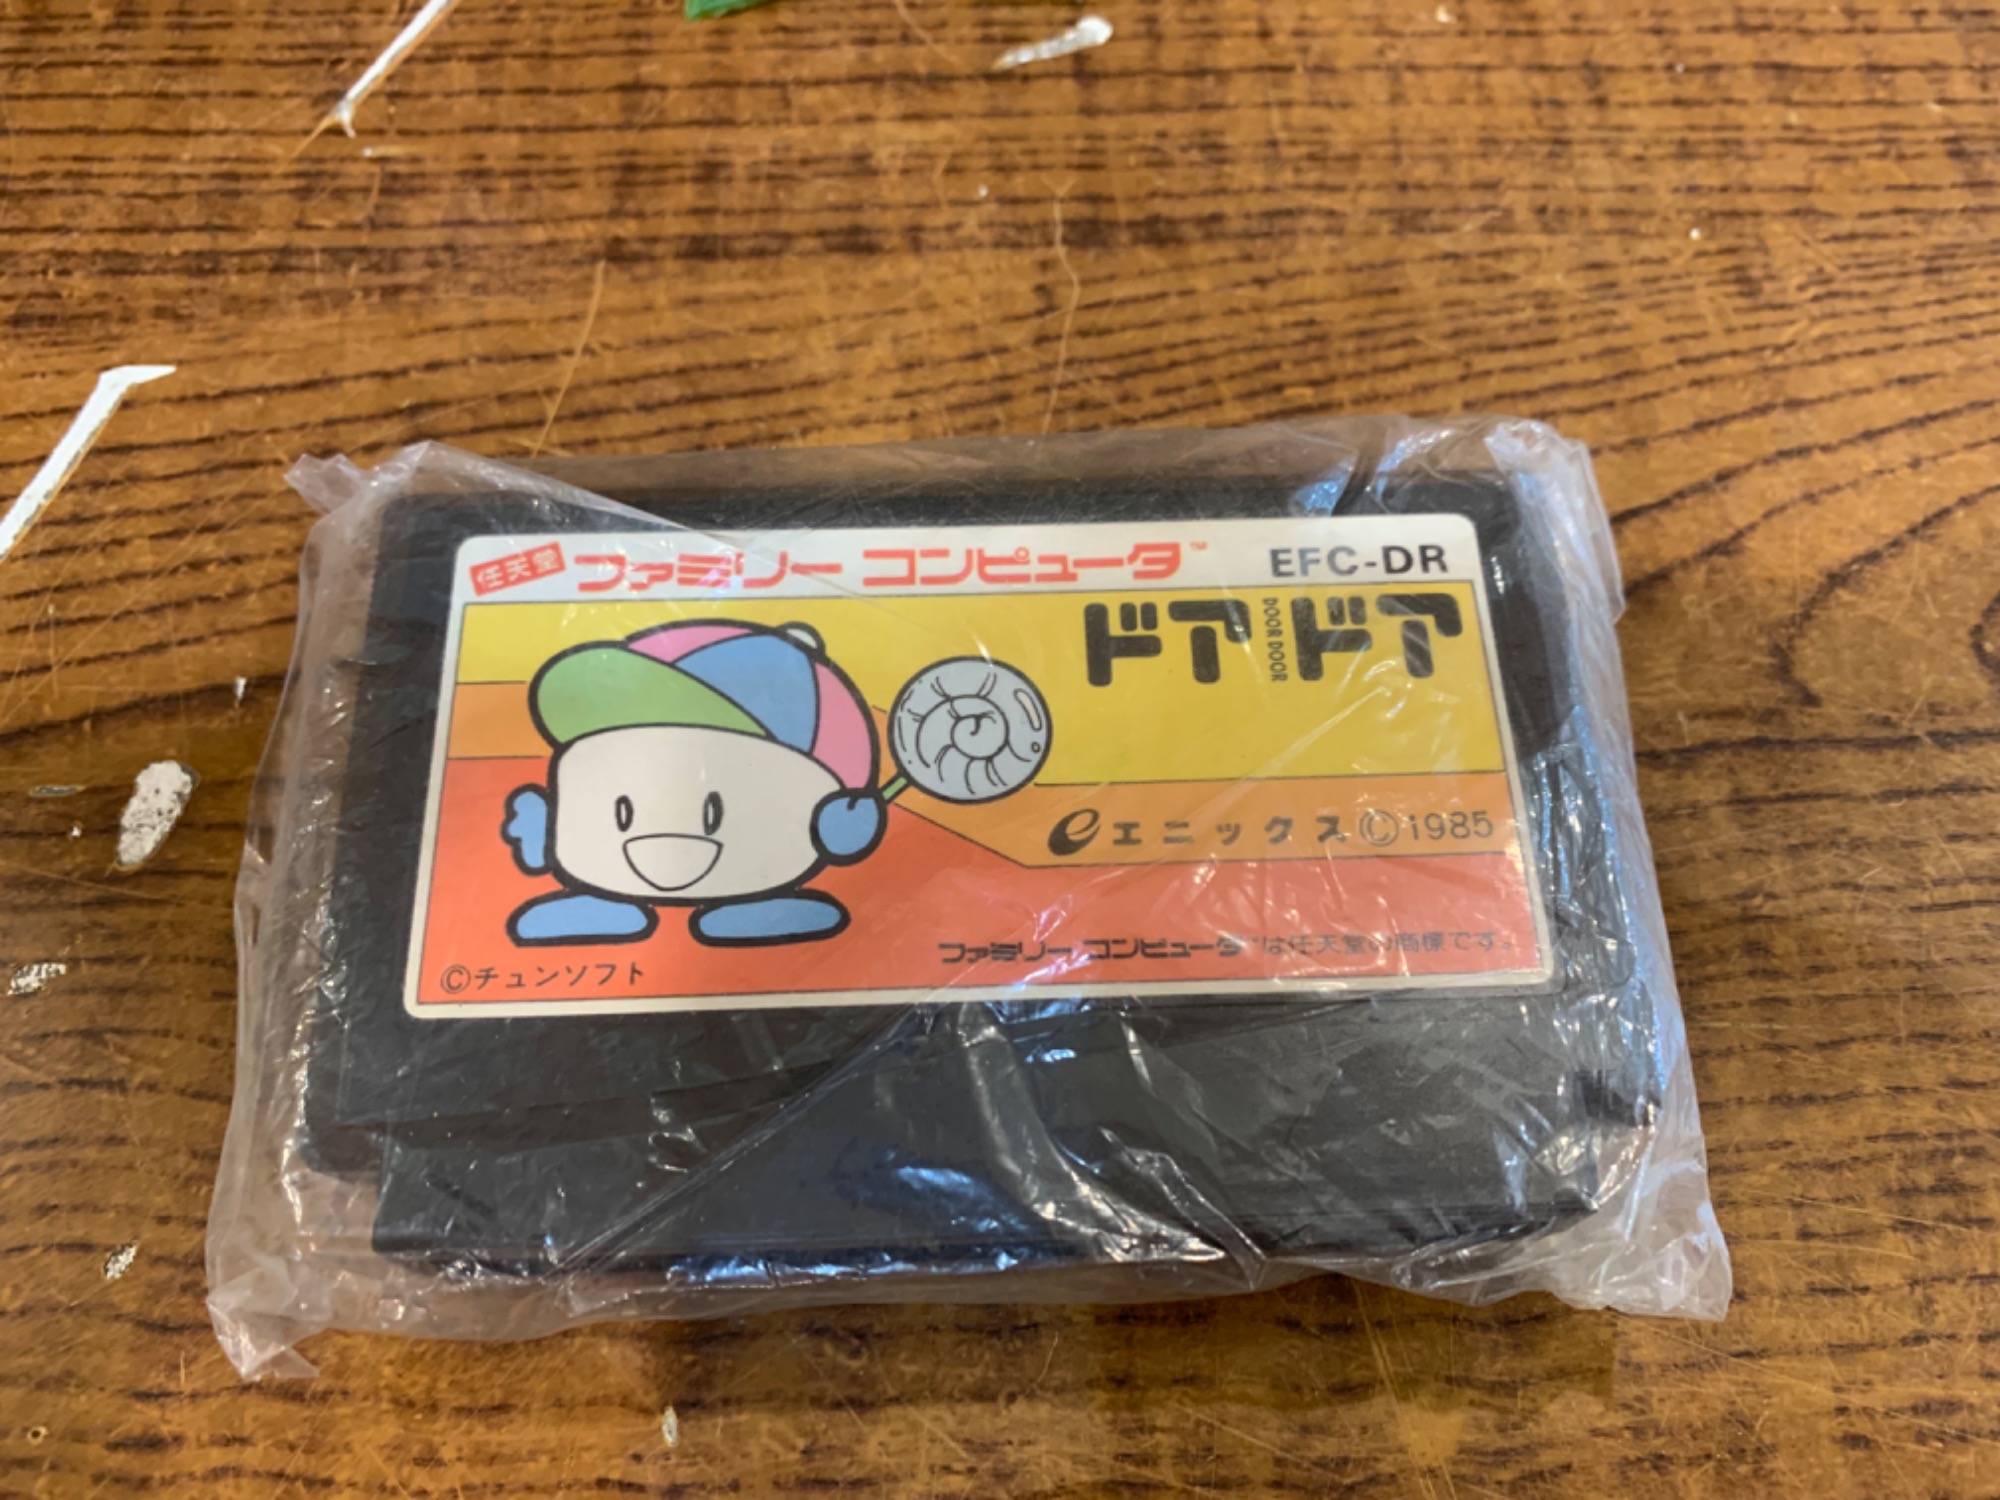 任天堂 ファミリー コンピュータ™ EFC-DR
ドアドア
DOOR DOOR
e エニックス ©1985
ファミリー コンピュータ™は任天堂の商標です。
©チュンソフト